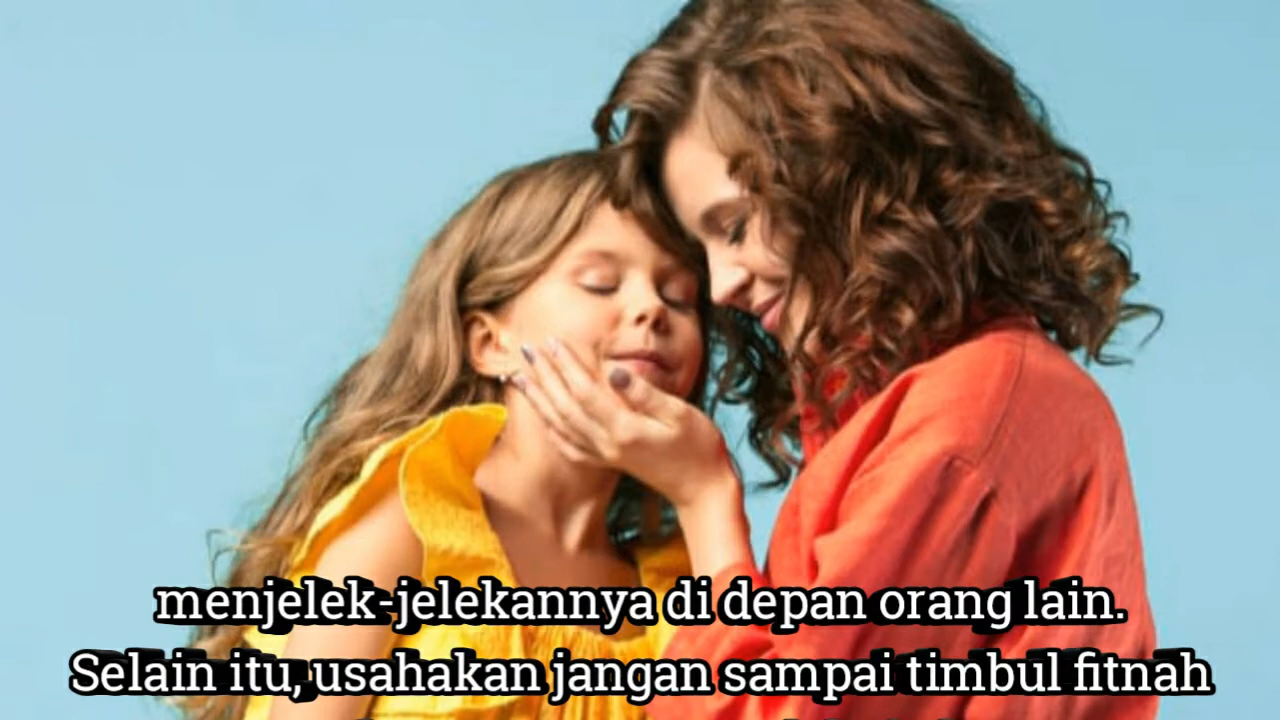 menjelek-jelekannya di depan orang lain.
Selain itu, usahakan jangan sampai timbul fitnah